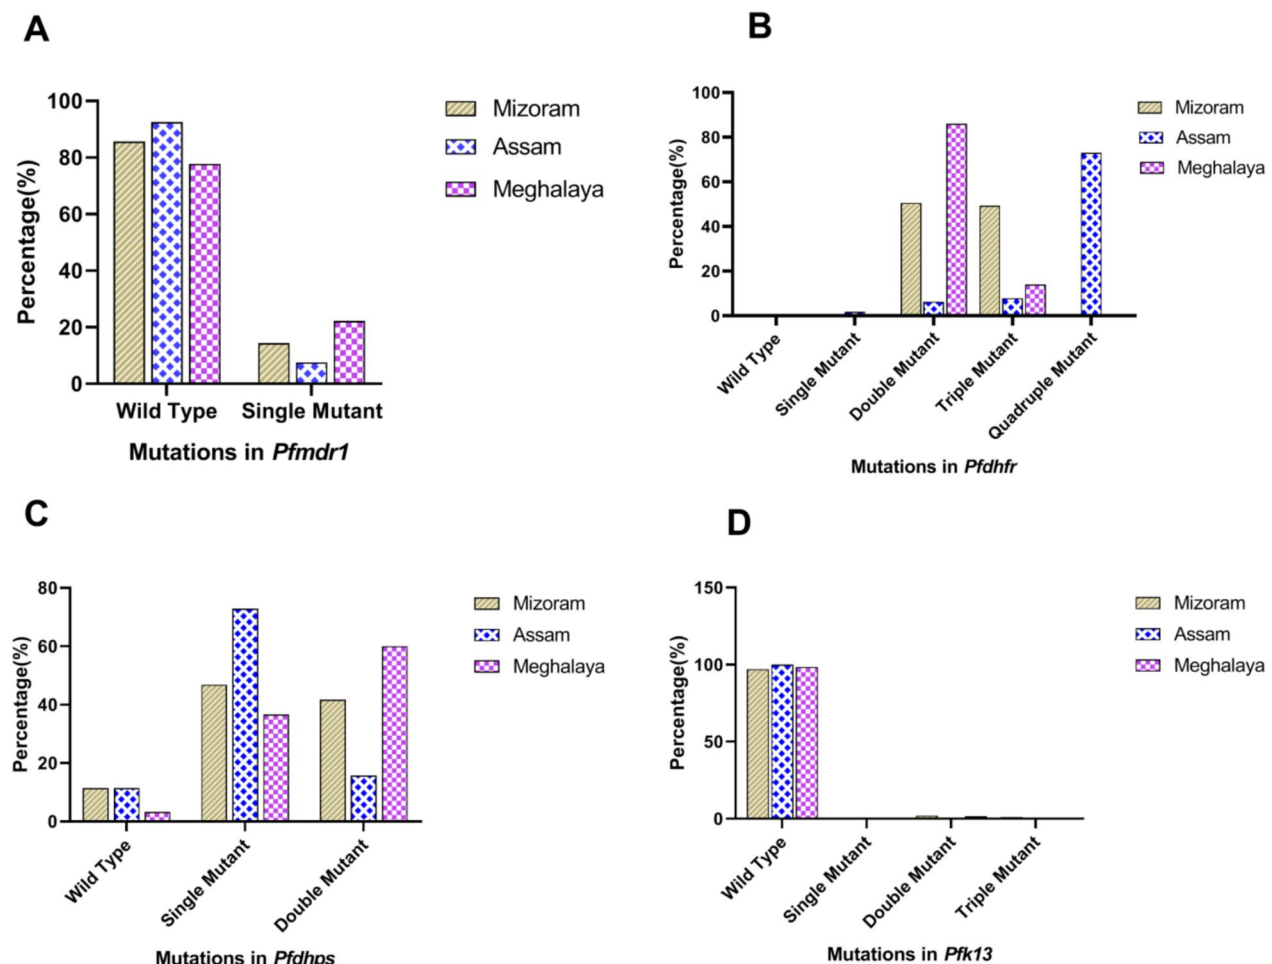 A
100
80
60
40
20
0
Percentage(%)
Wild Type
Single Mutant
Mutations in Pfmdr1
Mizoram
Assam
Meghalaya
B
100
80
60
40
20
0
Percentage(%)
Wild Type
Single Mutant
Double Mutant
Triple Mutant
Quadruple Mutant
Mutations in Pfdhfr
Mizoram
Assam
Meghalaya
C
80
60
40
20
0
Percentage(%)
Wild Type
Single Mutant
Double Mutant
Mutations in Pfdhps
Mizoram
Assam
Meghalaya
D
150
100
50
0
Percentage(%)
Wild Type
Single Mutant
Double Mutant
Triple Mutant
Mutations in Pfk13
Mizoram
Assam
Meghalaya